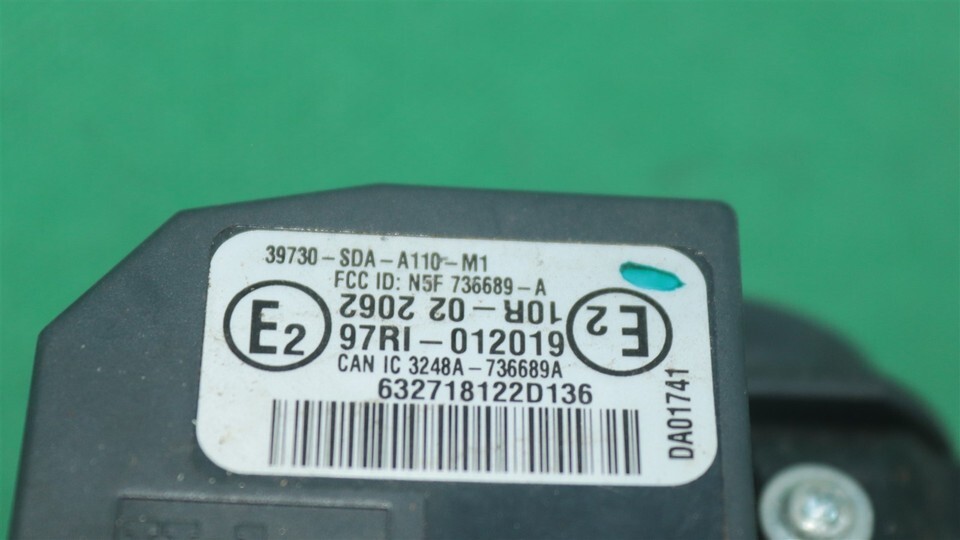 39730-SDA-A110-M1
FCC ID: N5F 736689-A
10R-02 2062
E2
97RI-012019
E2
CAN IC 3248A-736689A
632718122D136
DA01741